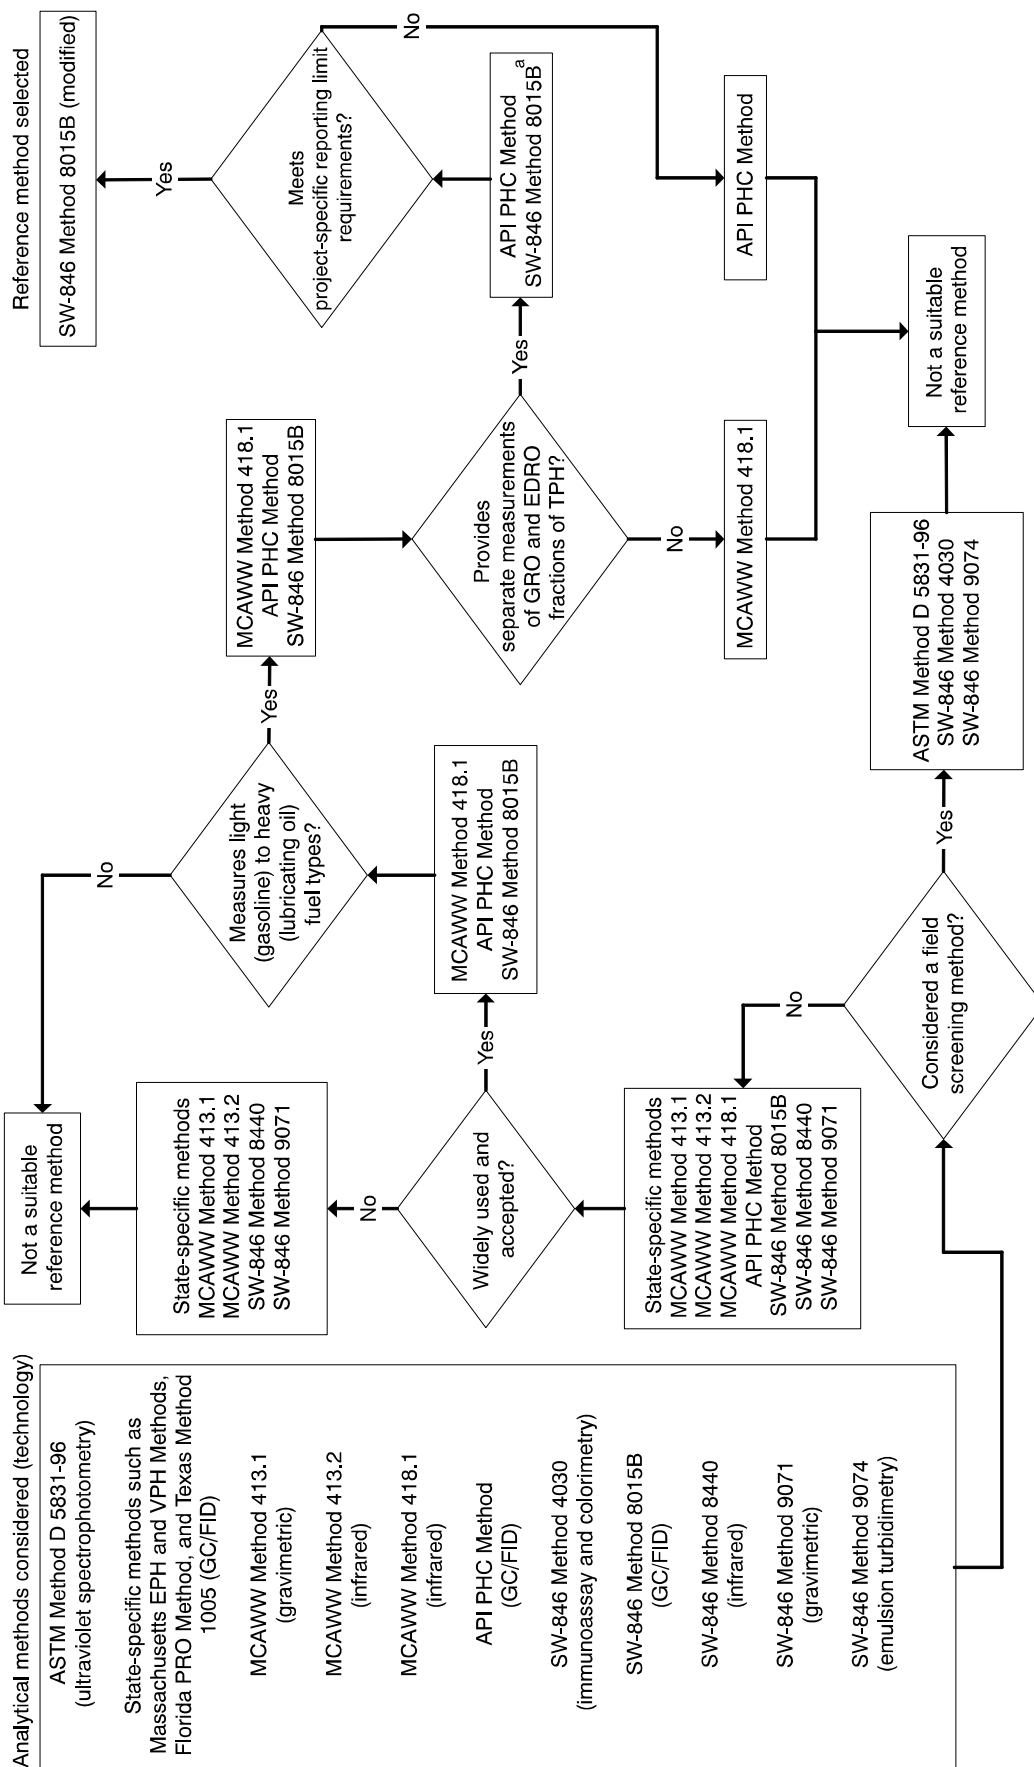 Analytical methods considered (technology)
ASTM Method D 5831-96
(ultraviolet spectrophotometry)
State-specific methods such as
Massachusetts EPH and VPH Methods,
Florida PRO Method, and Texas Method
1005 (GC/FID)
MCAWW Method 413.1
(gravimetric)
MCAWW Method 413.2
(infrared)
MCAWW Method 418.1
(infrared)
API PHC Method
(GC/FID)
SW-846 Method 4030
(immunoassay and colorimetry)
SW-846 Method 8015B
(GC/FID)
SW-846 Method 8440
(infrared)
SW-846 Method 9071
(gravimetric)
SW-846 Method 9074
(emulsion turbidimetry)
Considered a field
screening method?
Yes
ASTM Method D 5831-96
SW-846 Method 4030
SW-846 Method 9074
Not a suitable
reference method
No
State-specific methods
MCAWW Method 413.1
MCAWW Method 413.2
MCAWW Method 418.1
API PHC Method
SW-846 Method 8015B
SW-846 Method 8440
SW-846 Method 9071
Widely used and
accepted?
No
State-specific methods
MCAWW Method 413.1
MCAWW Method 413.2
SW-846 Method 8440
SW-846 Method 9071
Not a suitable
reference method
Yes
MCAWW Method 418.1
API PHC Method
SW-846 Method 8015B
Measures light
(gasoline) to heavy
(lubricating oil)
fuel types?
No
Yes
MCAWW Method 418.1
API PHC Method
SW-846 Method 8015B
Provides
separate measurements
of GRO and EDRO
fractions of TPH?
No
MCAWW Method 418.1
Yes
API PHC Method
SW-846 Method 8015B a
Meets
project-specific reporting limit
requirements?
No
API PHC Method
Yes
Reference method selected
SW-846 Method 8015B (modified)